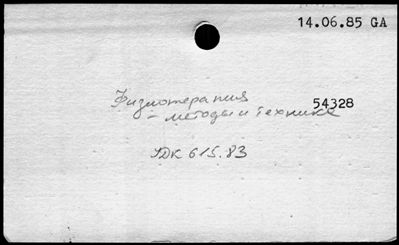 14.06.85 GA
Физиотерапия 54328
- методы и техника
УДК 615.83